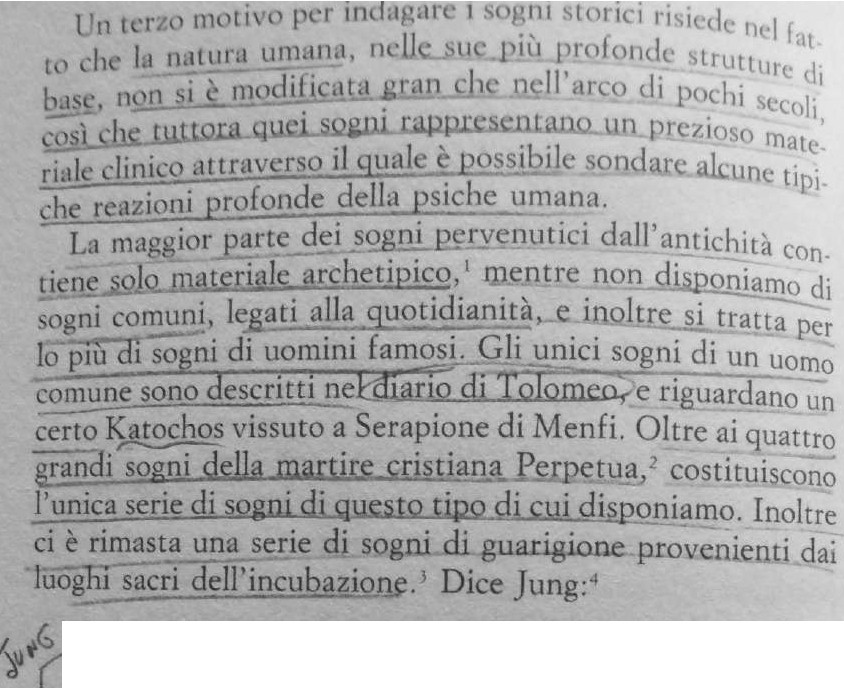 Un terzo motivo per indagare i sogni storici risiede nel fat-
to che la natura umana, nelle sue più profonde strutture di
base, non si è modificata gran che nell'arco di pochi secoli,
così che tuttora quei sogni rappresentano un prezioso mate-
riale clinico attraverso il quale è possibile sondare alcune tipi-
che reazioni profonde della psiche umana.
La maggior parte dei sogni pervenutici dall'antichità con-
tiene solo materiale archetipico,¹ mentre non disponiamo di
sogni comuni, legati alla quotidianità, e inoltre si tratta per
lo più di sogni di uomini famosi. Gli unici sogni di un uomo
comune sono descritti nel diario di Tolomeo, e riguardano un
certo Katochos vissuto a Serapione di Menfi. Oltre ai quattro
grandi sogni della martire cristiana Perpetua,² costituiscono
l'unica serie di sogni di questo tipo di cui disponiamo. Inoltre
ci è rimasta una serie di sogni di guarigione provenienti dai
luoghi sacri dell'incubazione.³ Dice Jung:⁴
JUNG